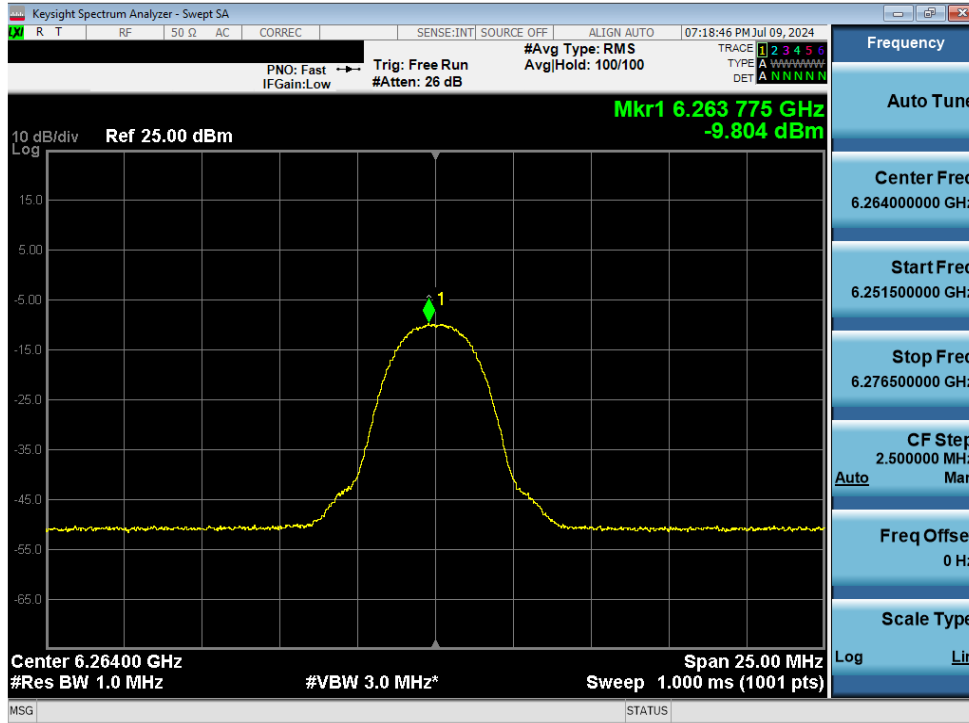 Keysight Spectrum Analyzer - Swept SA
LXI R T RF 50 Ω AC CORREC SENSE:INT SOURCE OFF ALIGN AUTO 07:18:46 PM Jul 09, 2024
PNO: Fast
IFGain:Low
Trig: Free Run
#Atten: 26 dB
#Avg Type: RMS
Avg|Hold: 100/100
TRACE 1 2 3 4 5 6
TYPE A WWWWW
DET A N N N N N
Mkr1 6.263 775 GHz
-9.804 dBm
10 dB/div Ref 25.00 dBm
Log
15.0
5.00
-5.00
1
-15.0
-25.0
-35.0
-45.0
-55.0
-65.0
Center 6.26400 GHz Span 25.00 MHz
#Res BW 1.0 MHz #VBW 3.0 MHz* Sweep 1.000 ms (1001 pts)
MSG STATUS
Frequency
Auto Tune
Center Freq
6.264000000 GHz
Start Freq
6.251500000 GHz
Stop Freq
6.276500000 GHz
CF Step
2.500000 MHz
Auto Man
Freq Offse
0 Hz
Scale Type
Log Lin